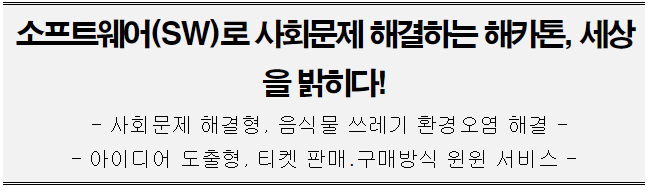 소프트웨어(SW)로 사회문제 해결하는 해카톤, 세상
을 밝히다!
- 사회문제 해결형, 음식물 쓰레기 환경오염 해결 -
- 아이디어 도출형, 티켓 판매.구매방식 윈윈 서비스 -